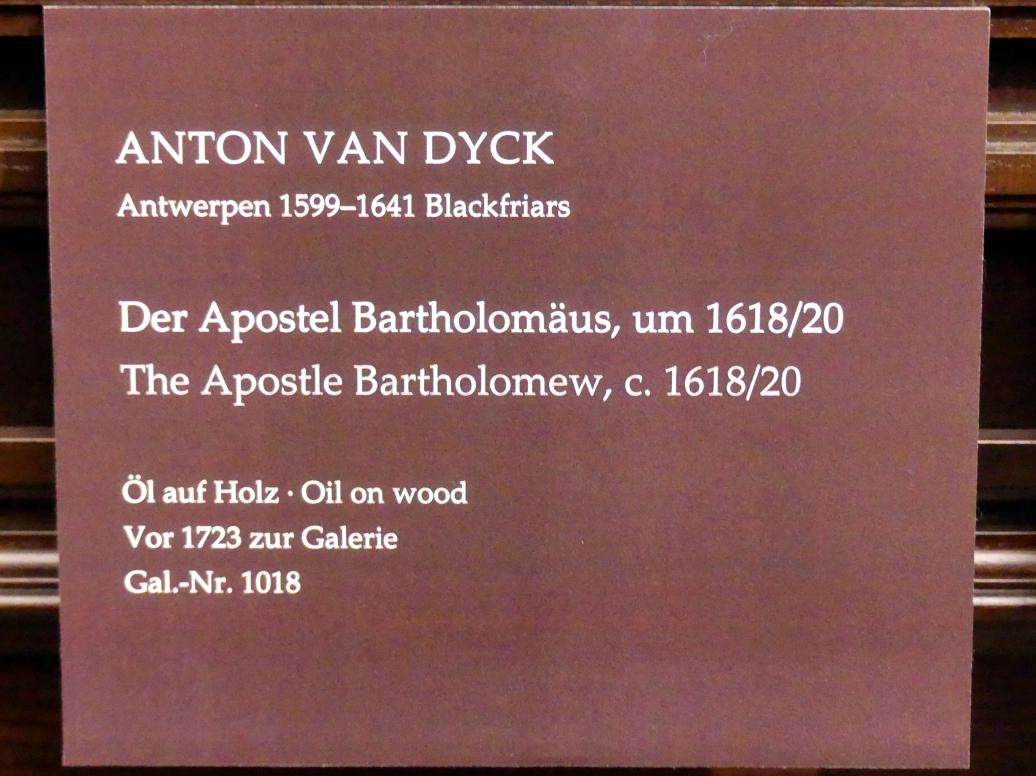 ANTON VAN DYCK
Antwerpen 1599–1641 Blackfriars
Der Apostel Bartholomäus, um 1618/20
The Apostle Bartholomew, c. 1618/20
Öl auf Holz · Oil on wood
Vor 1723 zur Galerie
Gal.-Nr. 1018